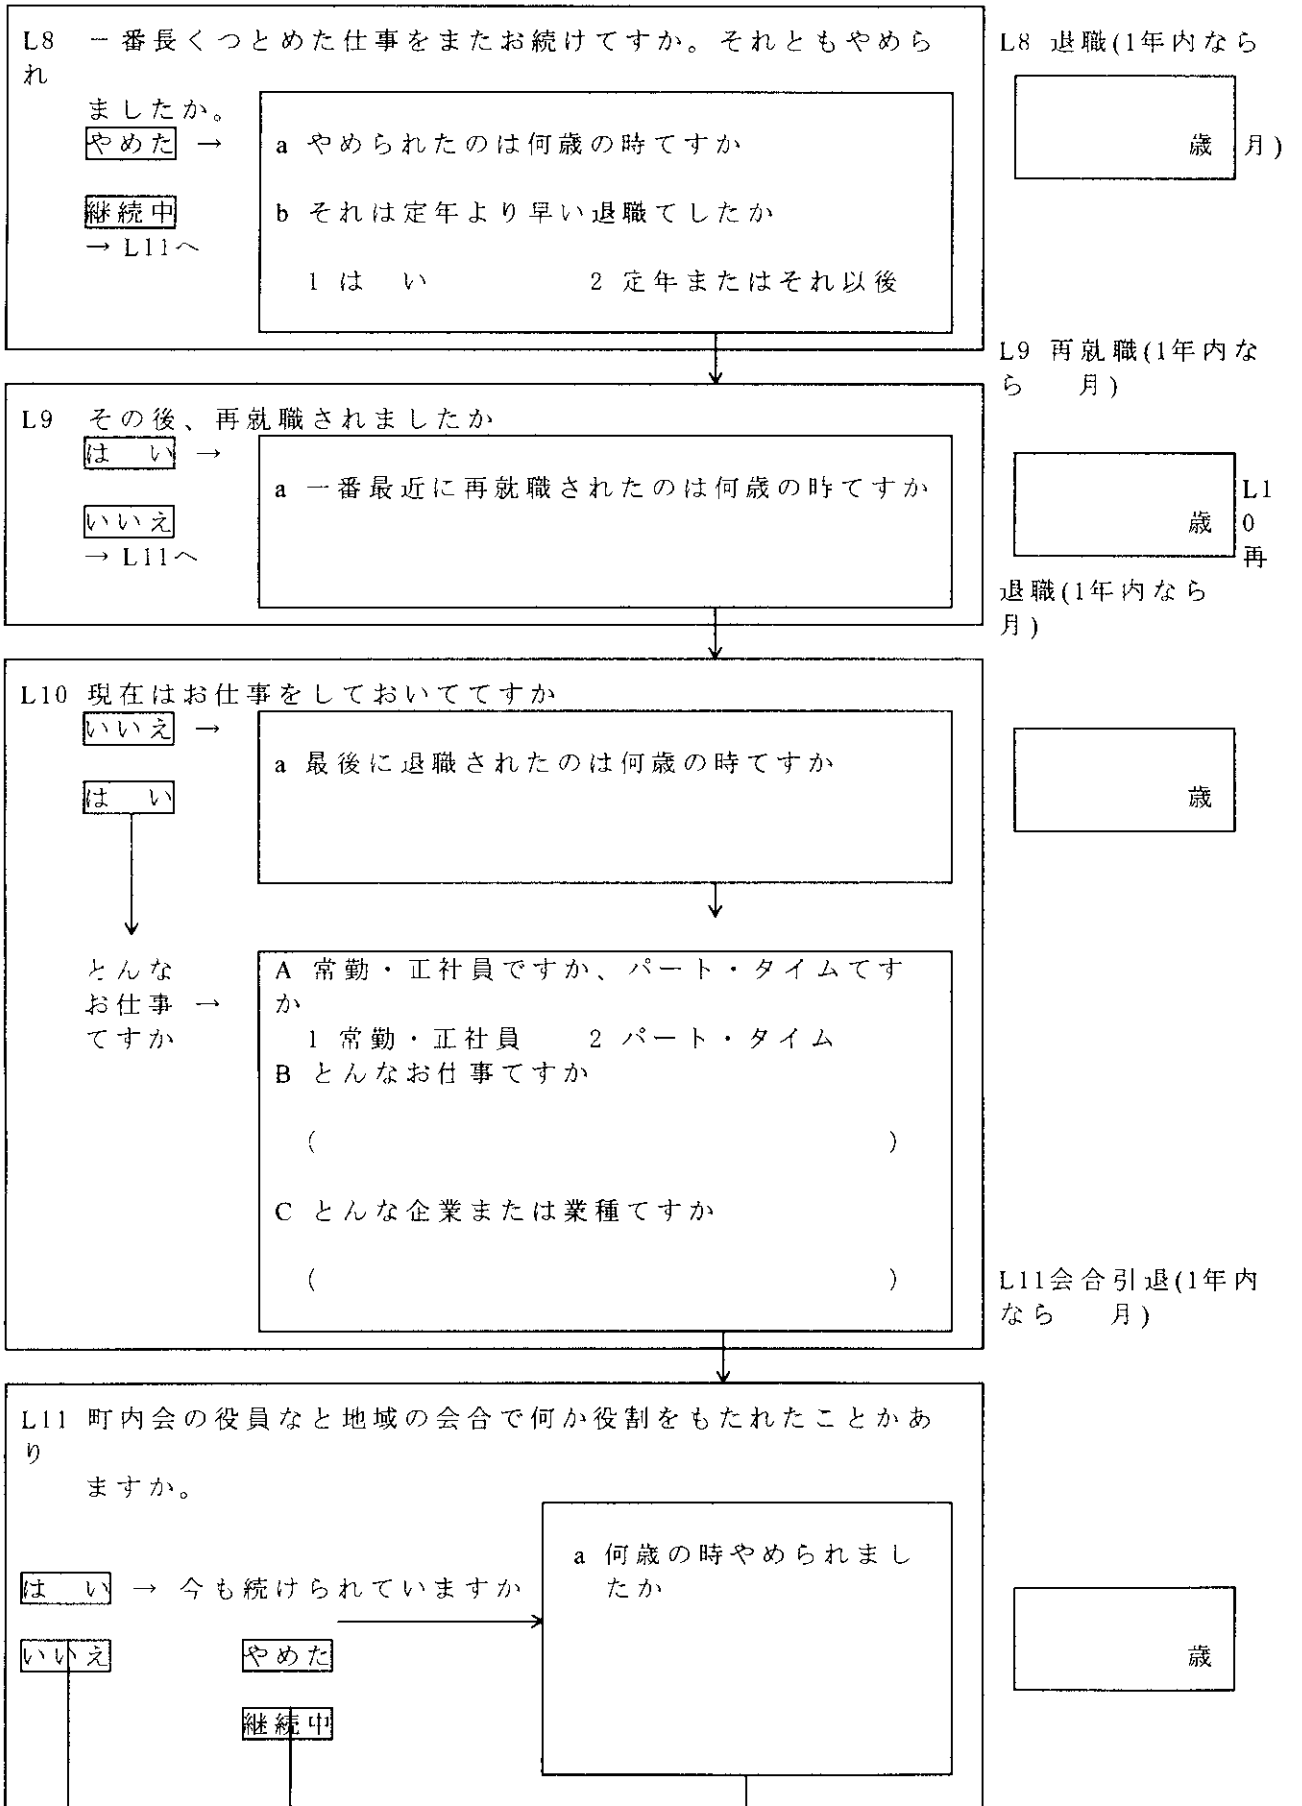 L8 一番長くつとめた仕事をまたお続けてすか。それともやめら
れ
ましたか。
やめた →
a やめられたのは何歳の時てすか
継続中
b それは定年より早い退職てしたか
→ L11へ
1 は い 2 定年またはそれ以後
L8 退職(1年内なら
歳 月)
L9 再就職(1年内な
ら 月)
L9 その後、再就職されましたか
は い →
a 一番最近に再就職されたのは何歳の時てすか
いいえ
→ L11へ
歳
L1
0
再
退職(1年内なら
月)
L10 現在はお仕事をしておいててすか
いいえ →
a 最後に退職されたのは何歳の時てすか
は い
歳
とんな
お仕事 →
てすか
A 常勤・正社員ですか、パート・タイムてす
か
1 常勤・正社員 2 パート・タイム
B とんなお仕事てすか
( )
C とんな企業または業種てすか
( )
L11会合引退(1年内
なら 月)
L11 町内会の役員なと地域の会合で何か役割をもたれたことかあ
り
ますか。
a 何歳の時やめられまし
たか
は い → 今も続けられていますか
いいえ
やめた
歳
継続中